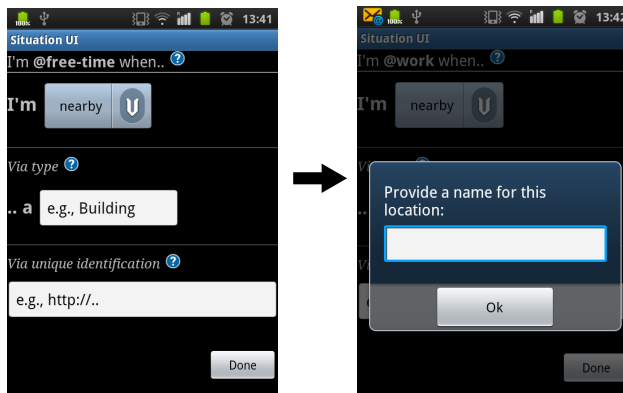 100%
13:41
Situation UI
I'm @free-time when.. ?
I'm nearby
Via type ?
.. a e.g., Building
Via unique identification ?
e.g., http://..
Done
@ 100%
13:42
Situation UI
I'm @work when.. ?
I'm nearby
Provide a name for this
location:
Ok
Done